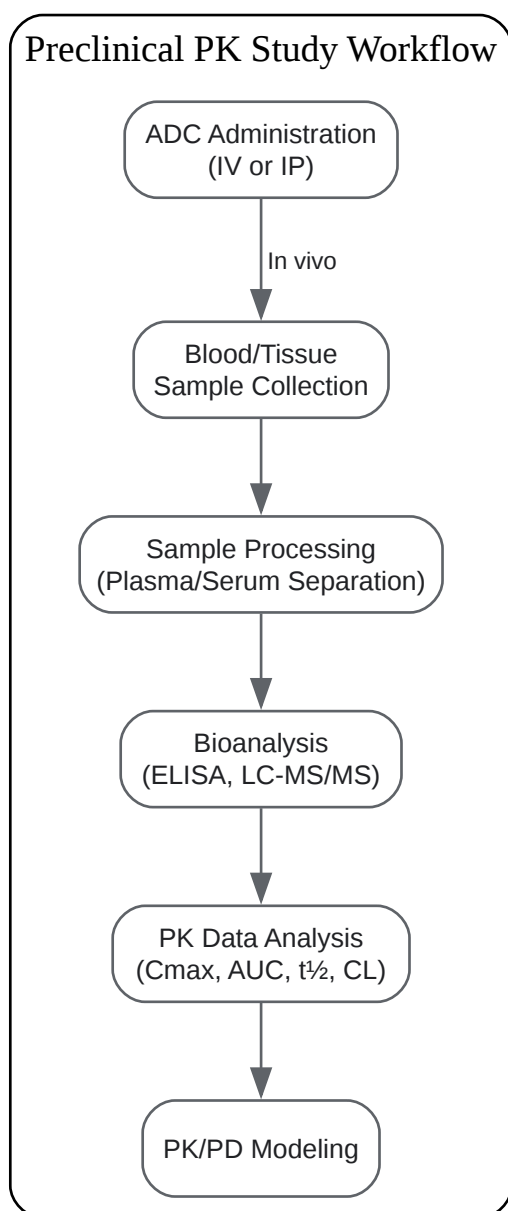 Preclinical PK Study Workflow
ADC Administration
(IV or IP)
In vivo
Blood/Tissue
Sample Collection
Sample Processing
(Plasma/Serum Separation)
Bioanalysis
(ELISA, LC-MS/MS)
PK Data Analysis
(Cmax, AUC, t½, CL)
PK/PD Modeling